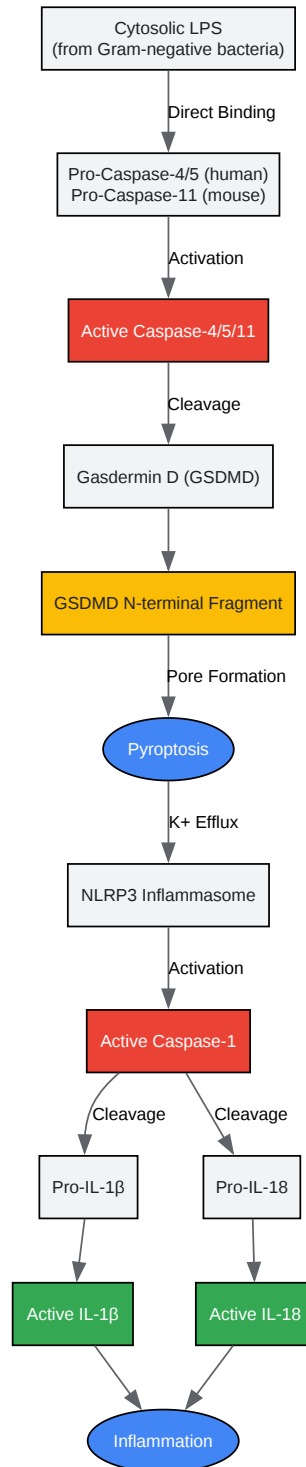 Cytosolic LPS
(from Gram-negative bacteria)
Direct Binding
Pro-Caspase-4/5 (human)
Pro-Caspase-11 (mouse)
Activation
Active Caspase-4/5/11
Cleavage
Gasdermin D (GSDMD)
GSDMD N-terminal Fragment
Pore Formation
Pyroptosis
K+ Efflux
NLRP3 Inflammasome
Activation
Active Caspase-1
Cleavage
Cleavage
Pro-IL-1β
Pro-IL-18
Active IL-1β
Active IL-18
Inflammation